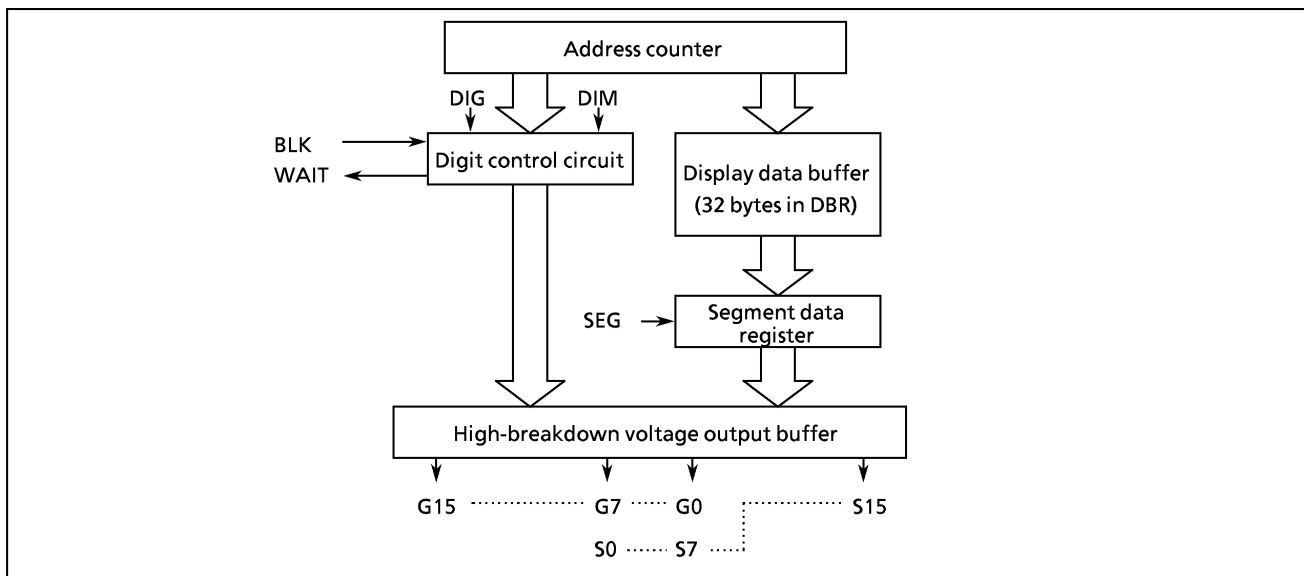 Address counter
DIG
DIM
BLK
WAIT
Digit control circuit
Display data buffer
(32 bytes in DBR)
SEG
Segment data
register
High-breakdown voltage output buffer
G15 G7 G0 S15
S0 S7